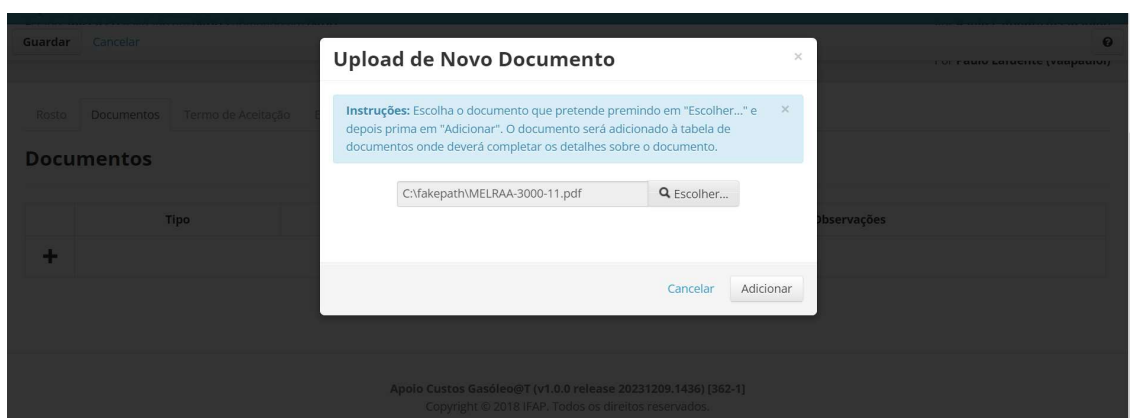 Guardar Cancelar
Upload de Novo Documento ×
Instruções: Escolha o documento que pretende premindo em "Escolher..." e ×
depois prima em "Adicionar". O documento será adicionado à tabela de
documentos onde deverá completar os detalhes sobre o documento.
Rosto Documentos Termo de Aceitação
Documentos
C:\fakepath\MELRAA-3000-11.pdf Escolher...
Tipo Observações
Cancelar Adicionar
Apoio Custos Gasóleo@T (v1.0.0 release 20231209.1436) [362-1]
Copyright © 2018 IFAP. Todos os direitos reservados.